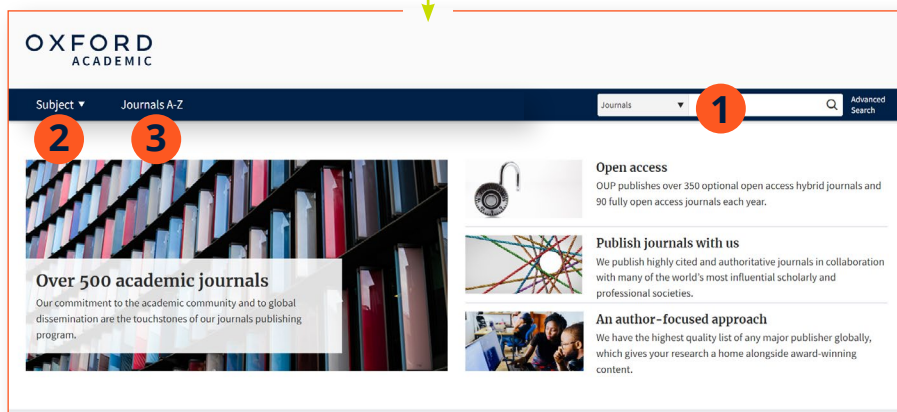 OXFORD
ACADEMIC
Subject ▼
Journals A-Z
Journals ▼
1
Advanced
Search
2
3
Over 500 academic journals
Our commitment to the academic community and to global
dissemination are the touchstones of our journals publishing
program.
Open access
OUP publishes over 350 optional open access hybrid journals and
90 fully open access journals each year.
Publish journals with us
We publish highly cited and authoritative journals in collaboration
with many of the world's most influential scholarly and
professional societies.
An author-focused approach
We have the highest quality list of any major publisher globally,
which gives your research a home alongside award-winning
content.